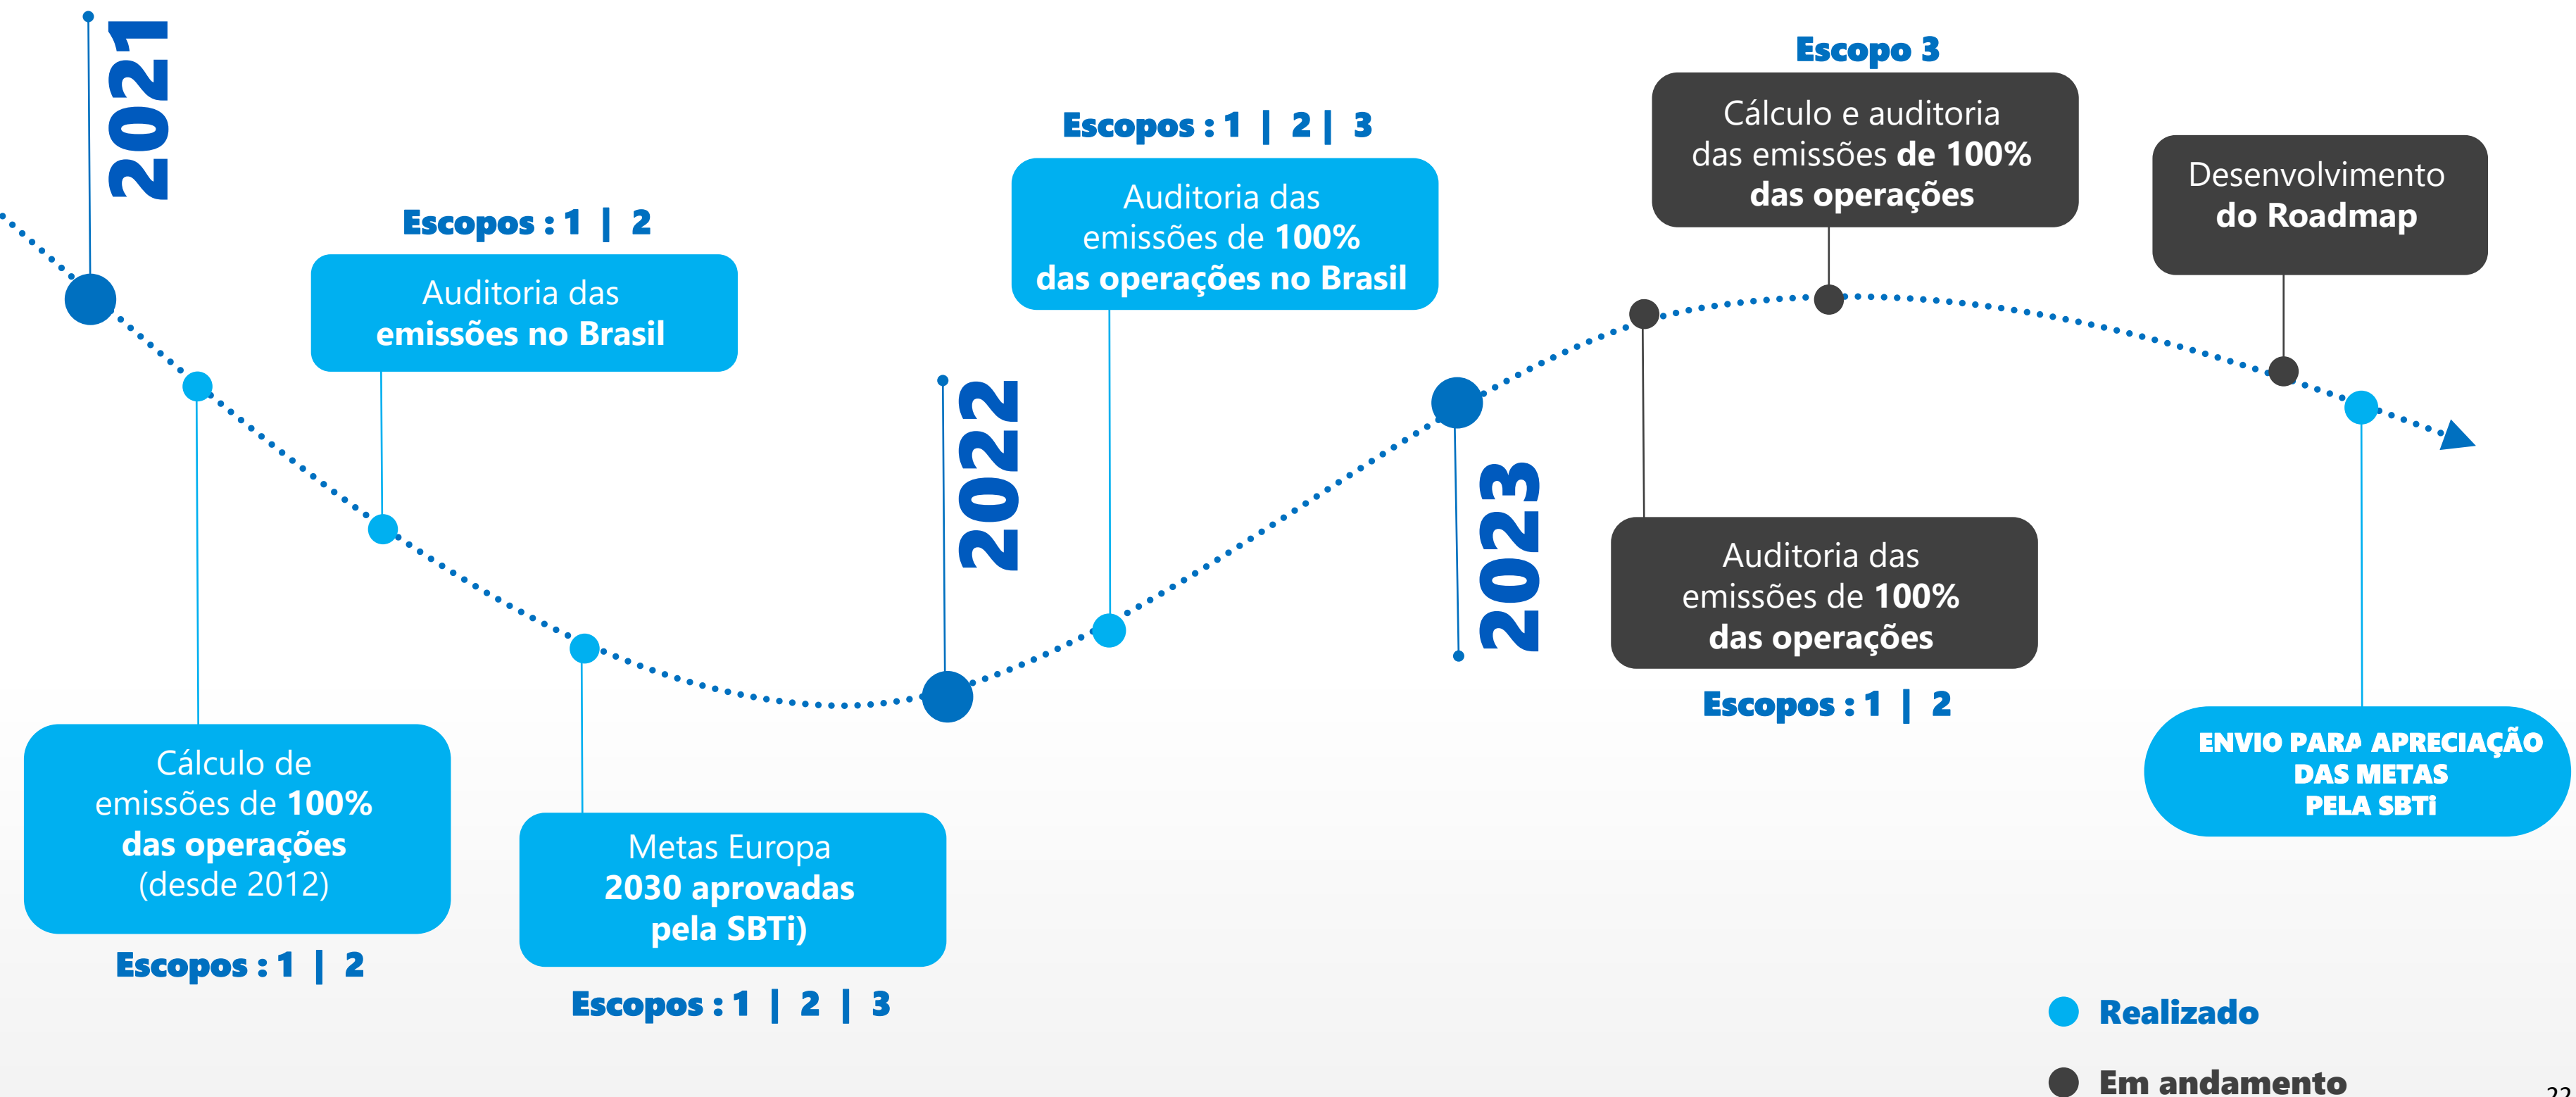 2021
Cálculo de
emissões de 100%
das operações
(desde 2012)
Escopos : 1 | 2
Escopos : 1 | 2
Auditoria das
emissões no Brasil
Metas Europa
2030 aprovadas
pela SBTi)
Escopos : 1 | 2 | 3
2022
Escopos : 1 | 2 | 3
Auditoria das
emissões de 100%
das operações no Brasil
2023
Auditoria das
emissões de 100%
das operações
Escopos : 1 | 2
Escopo 3
Cálculo e auditoria
das emissões de 100%
das operações
Desenvolvimento
do Roadmap
ENVIO PARA APRECIAÇÃO
DAS METAS
PELA SBTi
Realizado
Em andamento
22